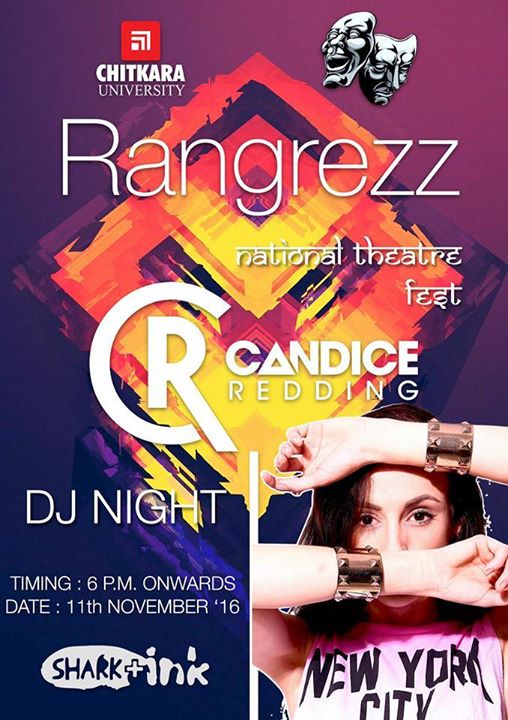 CHITKARA
UNIVERSITY
Rangrezz
national theatre
fest
CR
CANDICE
REDDING
DJ NIGHT
TIMING : 6 P.M. ONWARDS
DATE : 11th NOVEMBER ‘16
SHARK+ink
NEW YORK
CITY